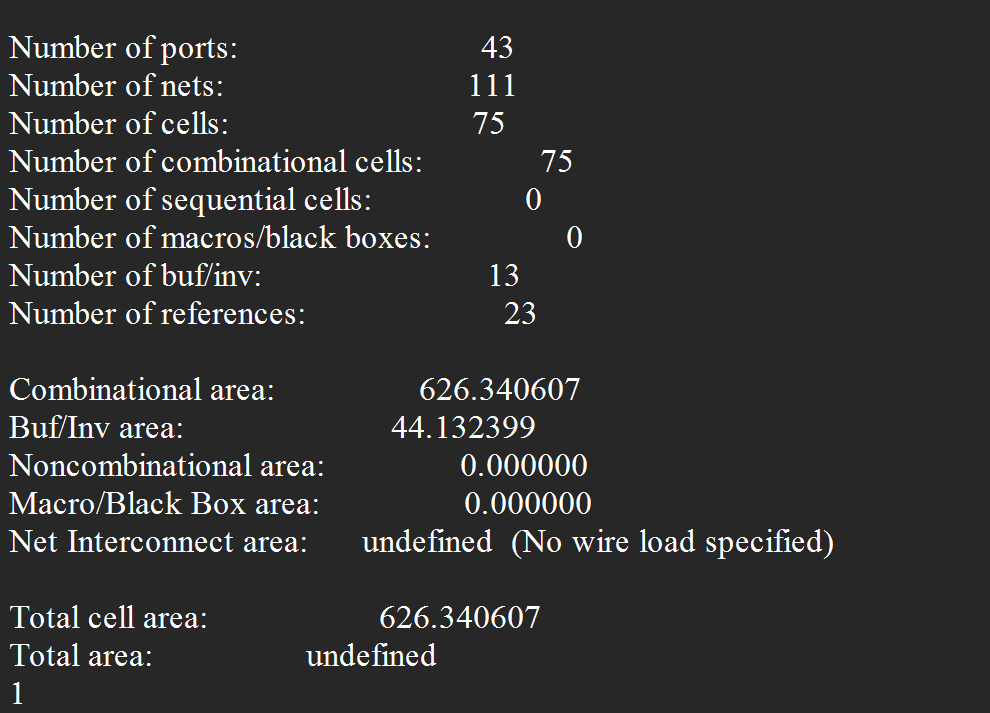 Number of ports: 43
Number of nets: 111
Number of cells: 75
Number of combinational cells: 75
Number of sequential cells: 0
Number of macros/black boxes: 0
Number of buf/inv: 13
Number of references: 23
Combinational area: 626.340607
Buf/Inv area: 44.132399
Noncombinational area: 0.000000
Macro/Black Box area: 0.000000
Net Interconnect area: undefined (No wire load specified)
Total cell area: 626.340607
Total area: undefined
1